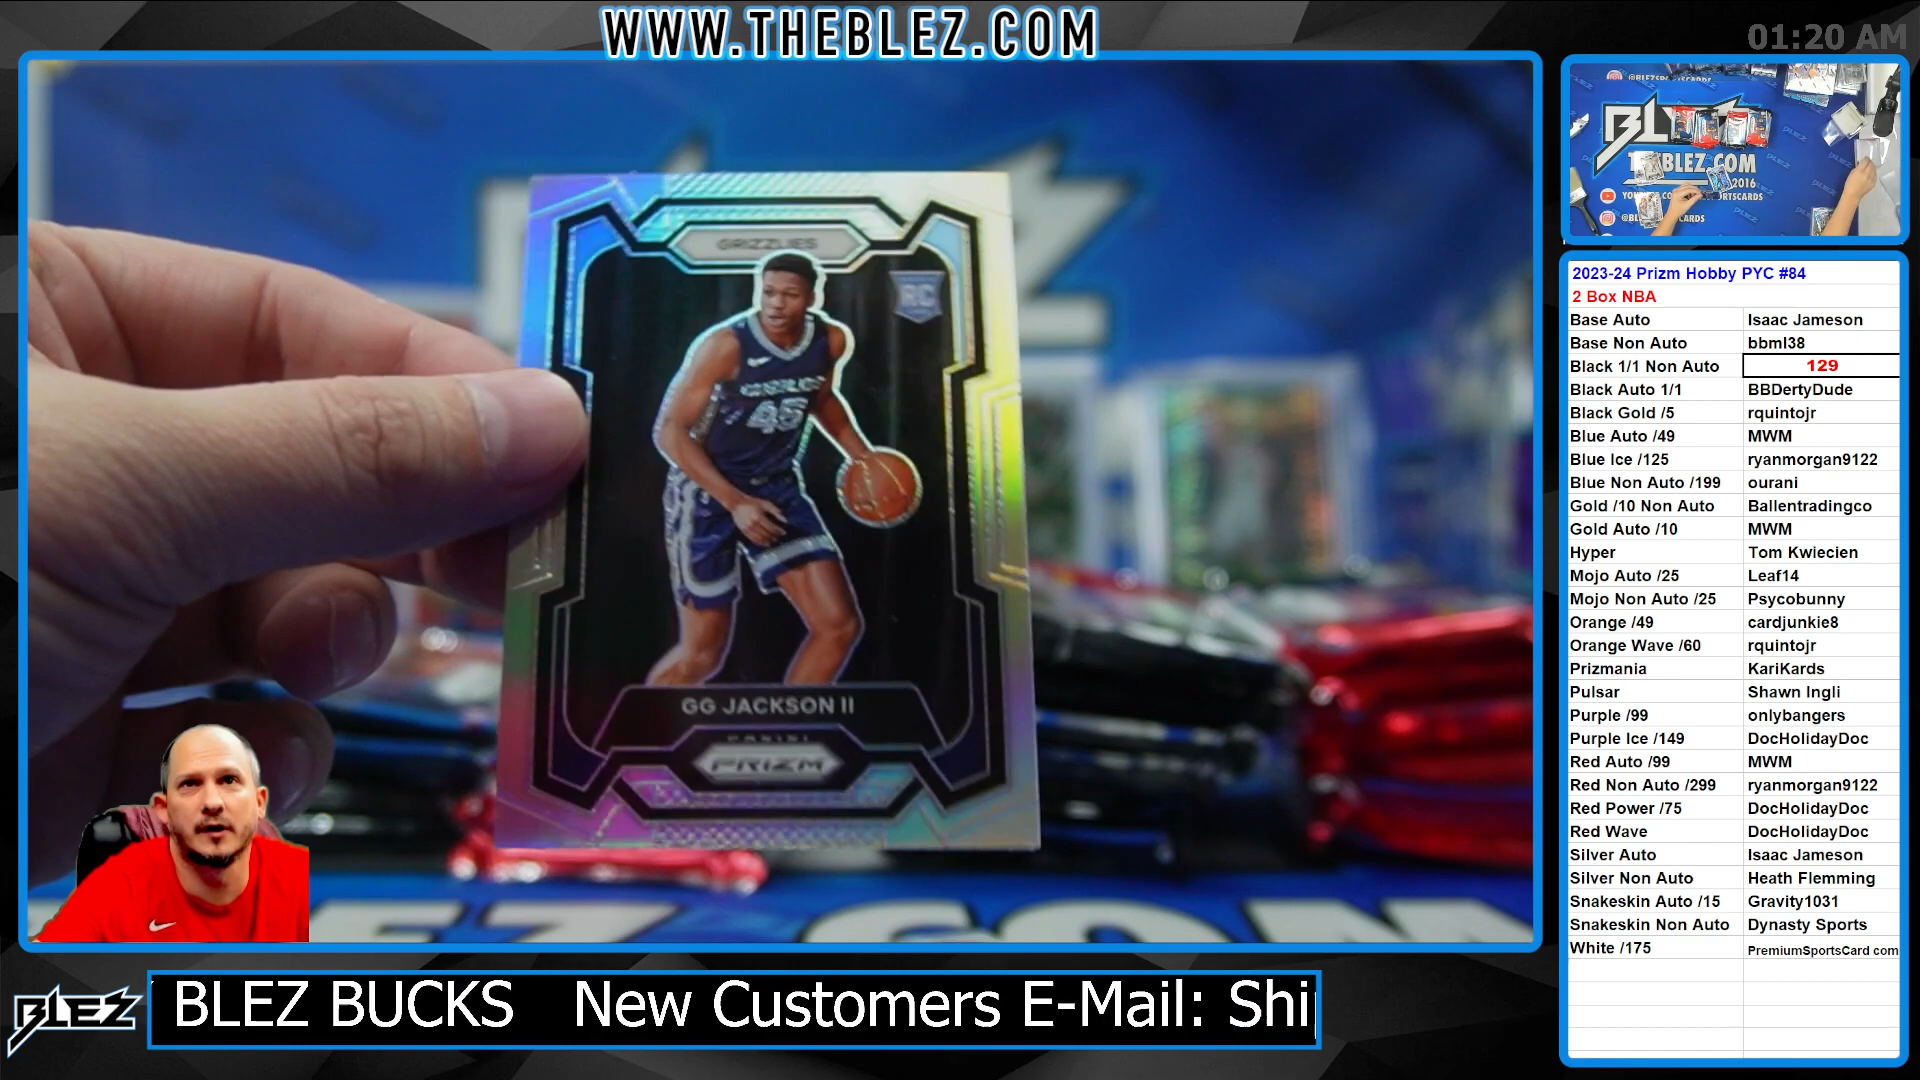 WWW.THEBLEZ.COM
01:20 AM
GRIZZLIES
RC
GRIZZLIES
45
GG JACKSON II
PANINI
PRIZM
BLEZ
THEBLEZ.COM
2016
2023-24 Prizm Hobby PYC #84
2 Box NBA
Base Auto Isaac Jameson
Base Non Auto bbml38
Black 1/1 Non Auto 129
Black Auto 1/1 BBDertyDude
Black Gold /5 rquintojr
Blue Auto /49 MWM
Blue Ice /125 ryanmorgan9122
Blue Non Auto /199 ourani
Gold /10 Non Auto Ballentradingco
Gold Auto /10 MWM
Hyper Tom Kwiecien
Mojo Auto /25 Leaf14
Mojo Non Auto /25 Psycobunny
Orange /49 cardjunkie8
Orange Wave /60 rquintojr
Prizmania KariKards
Pulsar Shawn Ingli
Purple /99 onlybangers
Purple Ice /149 DocHolidayDoc
Red Auto /99 MWM
Red Non Auto /299 ryanmorgan9122
Red Power /75 DocHolidayDoc
Red Wave DocHolidayDoc
Silver Auto Isaac Jameson
Silver Non Auto Heath Flemming
Snakeskin Auto /15 Gravity1031
Snakeskin Non Auto Dynasty Sports
White /175 PremiumSportsCard com
BLEZ
BLEZ BUCKS New Customers E-Mail: Shi